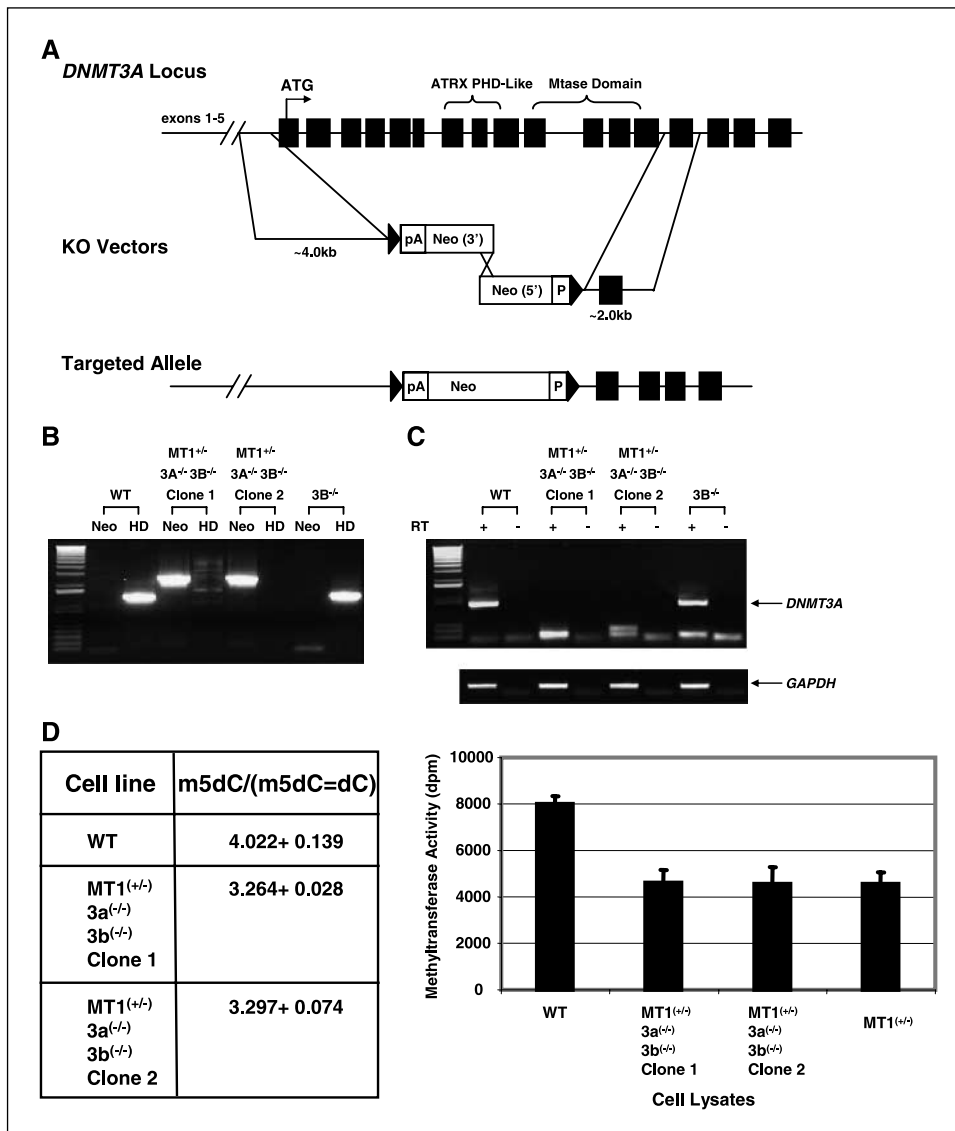 A
DNMT3A Locus
ATG
ATRX PHD-Like
Mtase Domain
exons 1-5
KO Vectors
~4.0kb
pA Neo (3')
Neo (5') P
~2.0kb
Targeted Allele
pA Neo P
B
WT
MT1+/-
3A-/- 3B-/-
Clone 1
MT1+/-
3A-/- 3B-/-
Clone 2
3B-/-
Neo HD Neo HD Neo HD Neo HD
C
WT
MT1+/-
3A-/- 3B-/-
Clone 1
MT1+/-
3A-/- 3B-/-
Clone 2
3B-/-
RT + - + - + - + -
DNMT3A
GAPDH
D
Cell line m5dC/(m5dC=dC)
WT 4.022+ 0.139
MT1(+/-) 3.264+ 0.028
3a(-/-)
3b(-/-)
Clone 1
MT1(+/-) 3.297+ 0.074
3a(-/-)
3b(-/-)
Clone 2
Methyltransferase Activity (dpm)
10000
8000
6000
4000
2000
0
WT
MT1(+/-)
3a(-/-)
3b(-/-)
Clone 1
MT1(+/-)
3a(-/-)
3b(-/-)
Clone 2
MT1(+/-)
Cell Lysates